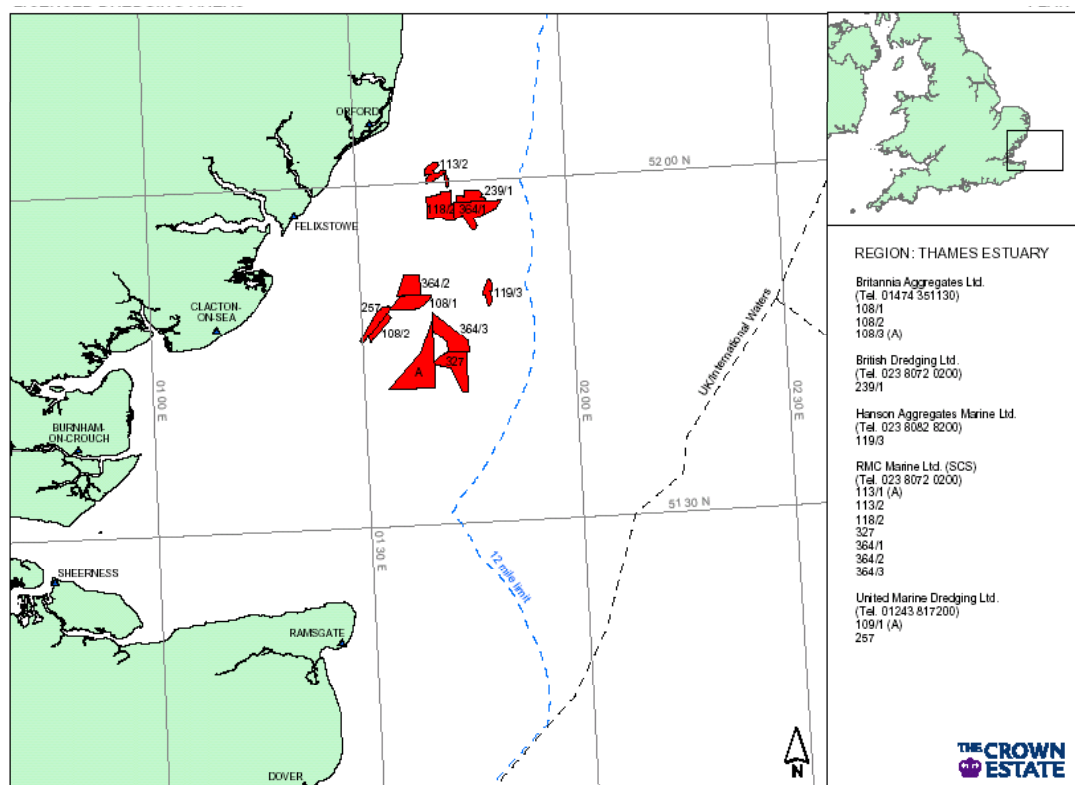 ORFORD
113/2
52 00 N
239/1
118/2
364/1
FELIXSTOWE
364/2
119/3
257
108/1
CLACTON-
ON-SEA
108/2
364/3
UK/International Waters
327
A
01 00 E
02 00 E
02 30 E
BURNHAM-
ON-CROUCH
51 30 N
01 30 E
12 mile limit
SHEERNESS
RAMSGATE
DOVER
N
REGION: THAMES ESTUARY
Britannia Aggregates Ltd.
(Tel. 01474 351130)
108/1
108/2
108/3 (A)
British Dredging Ltd.
(Tel. 023 8072 0200)
239/1
Hanson Aggregates Marine Ltd.
(Tel. 023 8082 8200)
119/3
RMC Marine Ltd. (SCS)
(Tel. 023 8072 0200)
113/1 (A)
113/2
118/2
327
364/1
364/2
364/3
United Marine Dredging Ltd.
(Tel. 01243 817200)
109/1 (A)
257
THE CROWN
ESTATE